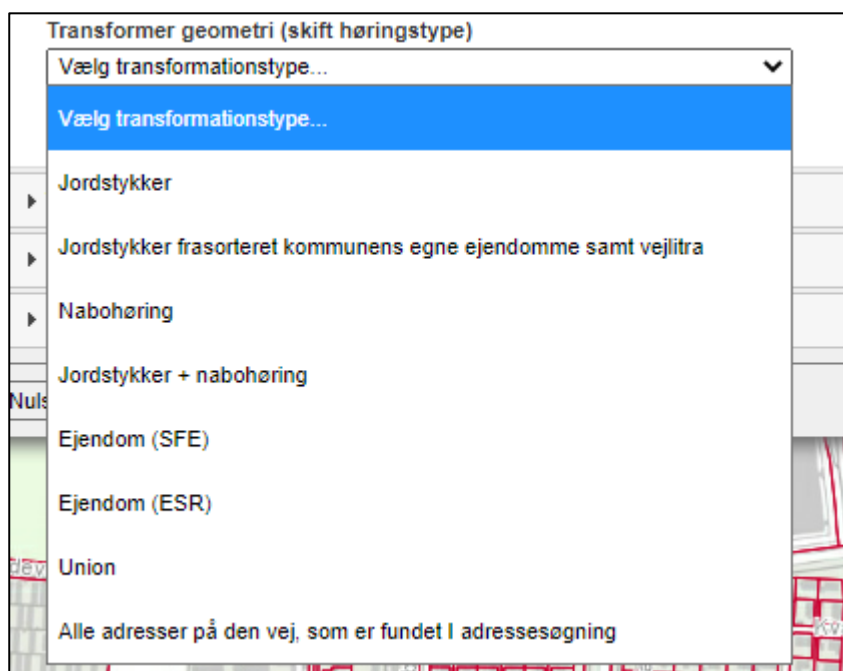 Transformer geometri (skift høringstype)
Vælg transformationstype...
Vælg transformationstype...
Jordstykker
Jordstykker frasorteret kommunens egne ejendomme samt vejlitra
Nabohøring
Jordstykker + nabohøring
Nuls
Ejendom (SFE)
Ejendom (ESR)
Union
Alle adresser på den vej, som er fundet I adressesøgning